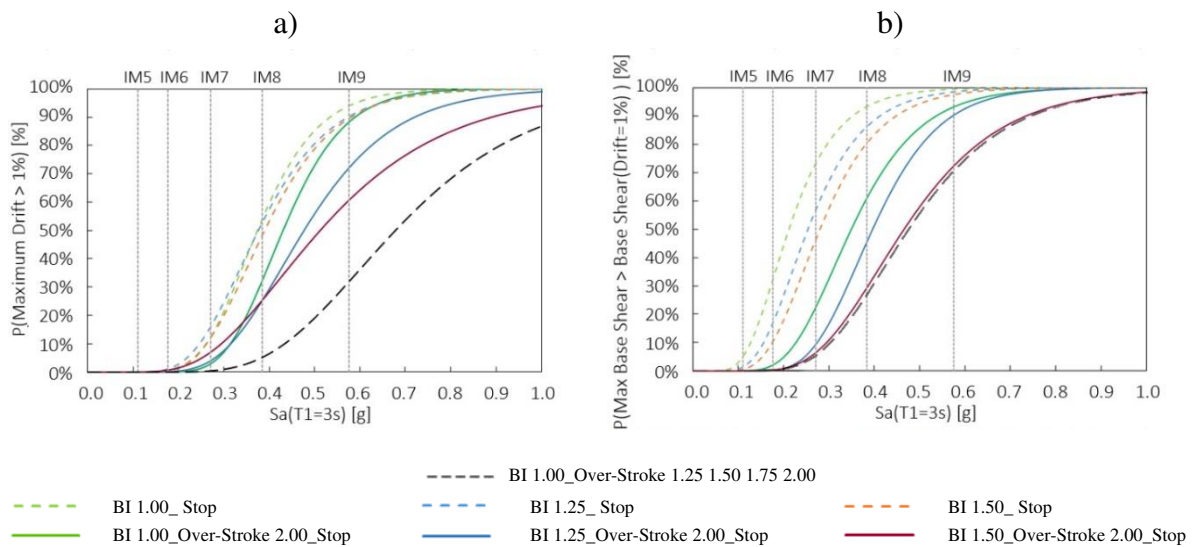 a)
IM5 IM6 IM7 IM8 IM9
100%
90%
80%
70%
60%
50%
40%
30%
20%
10%
0%
P(Maximum Drift > 1%) [%]
0.0 0.1 0.2 0.3 0.4 0.5 0.6 0.7 0.8 0.9 1.0
Sa(T1=3s) [g]
b)
IM5 IM6 IM7 IM8 IM9
100%
90%
80%
70%
60%
50%
40%
30%
20%
10%
0%
P(Max Base Shear > Base Shear(Drift=1%) ) [%]
0.0 0.1 0.2 0.3 0.4 0.5 0.6 0.7 0.8 0.9 1.0
Sa(T1=3s) [g]
BI 1.00_Over-Stroke 1.25 1.50 1.75 2.00
BI 1.00_ Stop BI 1.25_ Stop BI 1.50_ Stop
BI 1.00_Over-Stroke 2.00_Stop BI 1.25_Over-Stroke 2.00_Stop BI 1.50_Over-Stroke 2.00_Stop